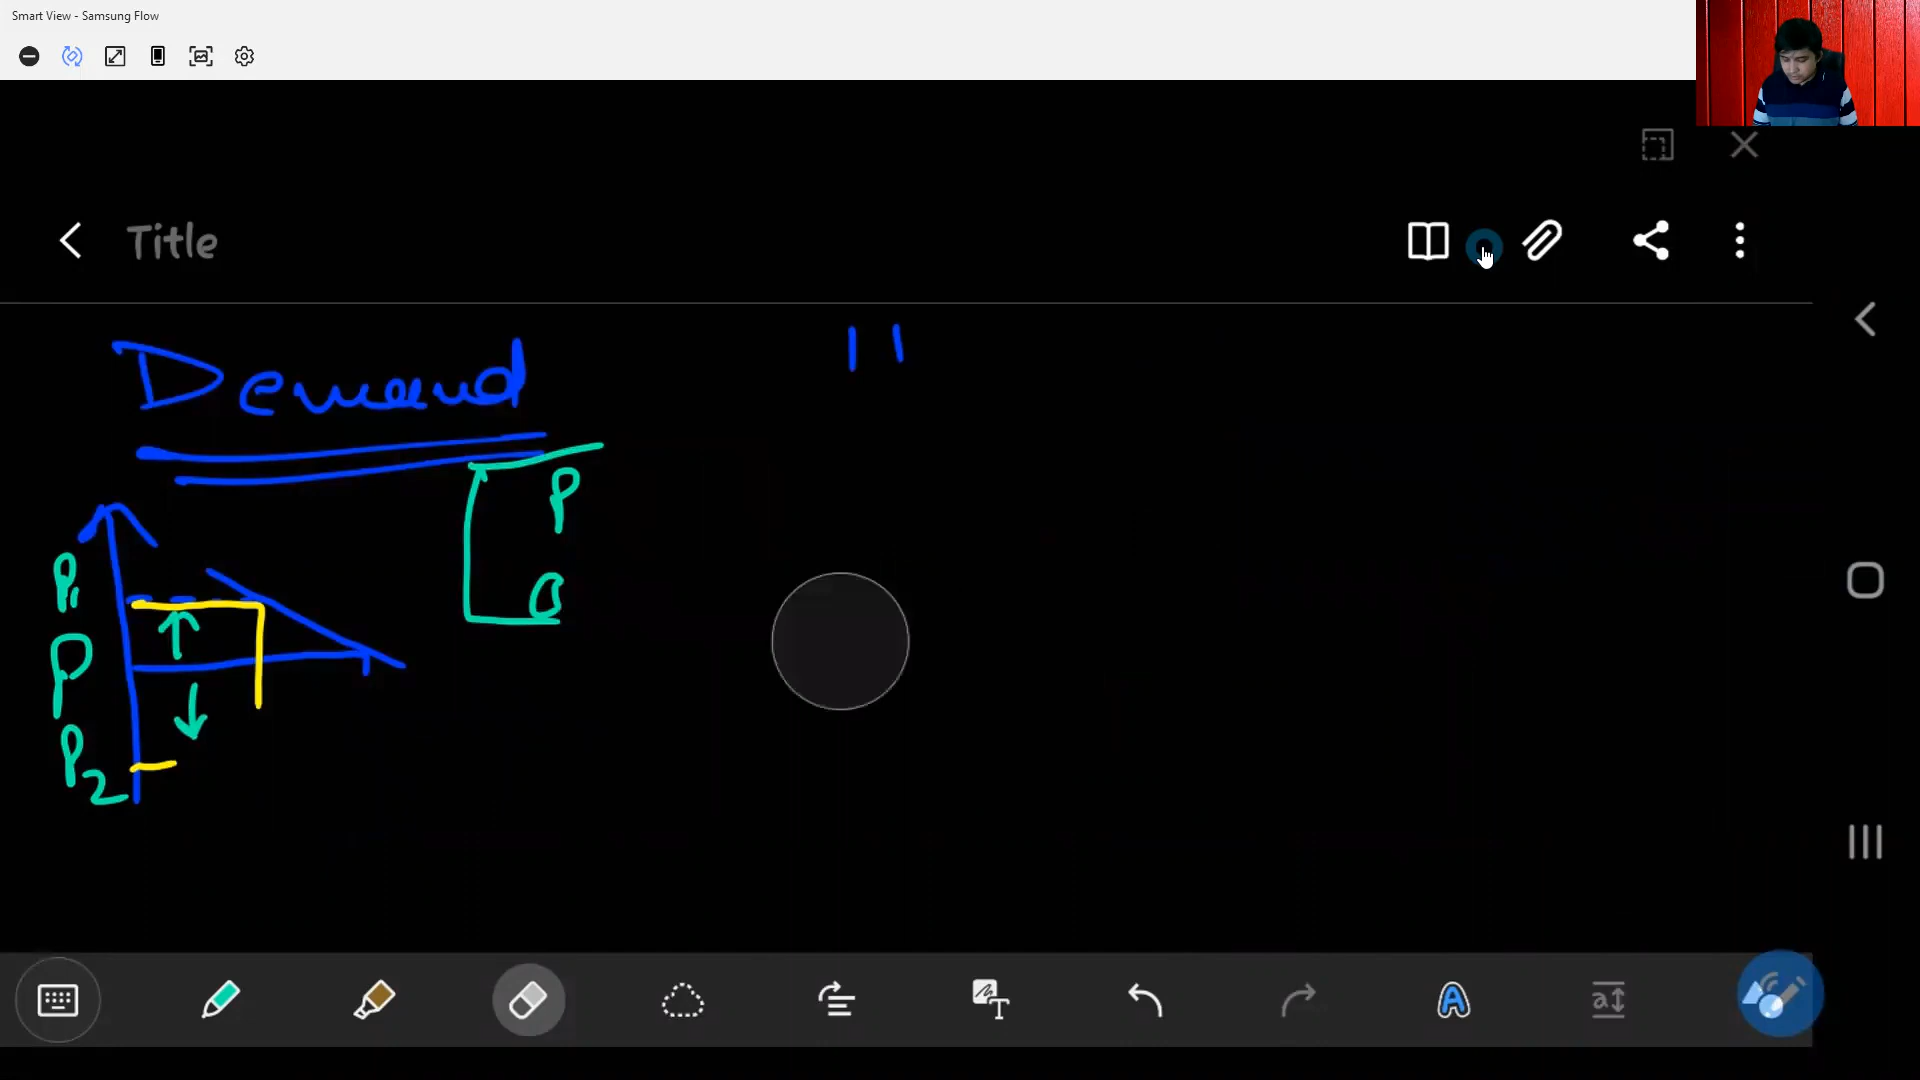 Smart View - Samsung Flow
Title
Demand
P
P1
P
P2